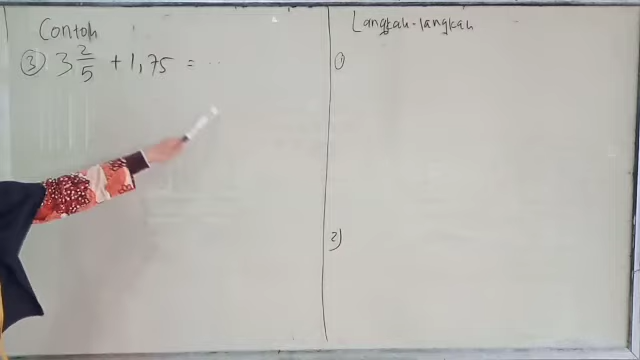 Contoh
③ 3 2/5 + 1,75 = ...
Langkah-langkah
1)
2)